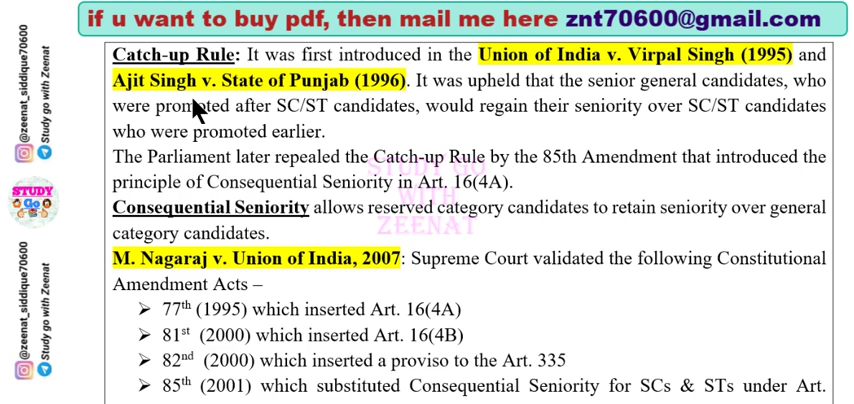 if u want to buy pdf, then mail me here znt70600@gmail.com
@zeenat_siddique70600
Study go with Zeenat
STUDY
Go
@zeenat_siddique70600
Study go with Zeenat
Catch-up Rule: It was first introduced in the Union of India v. Virpal Singh (1995) and
Ajit Singh v. State of Punjab (1996). It was upheld that the senior general candidates, who
were promoted after SC/ST candidates, would regain their seniority over SC/ST candidates
who were promoted earlier.
The Parliament later repealed the Catch-up Rule by the 85th Amendment that introduced the
principle of Consequential Seniority in Art. 16(4A).
Consequential Seniority allows reserved category candidates to retain seniority over general
category candidates.
M. Nagaraj v. Union of India, 2007: Supreme Court validated the following Constitutional
Amendment Acts –
➢ 77th (1995) which inserted Art. 16(4A)
➢ 81st (2000) which inserted Art. 16(4B)
➢ 82nd (2000) which inserted a proviso to the Art. 335
➢ 85th (2001) which substituted Consequential Seniority for SCs & STs under Art.
STUDY GO
WITH
ZEENAT